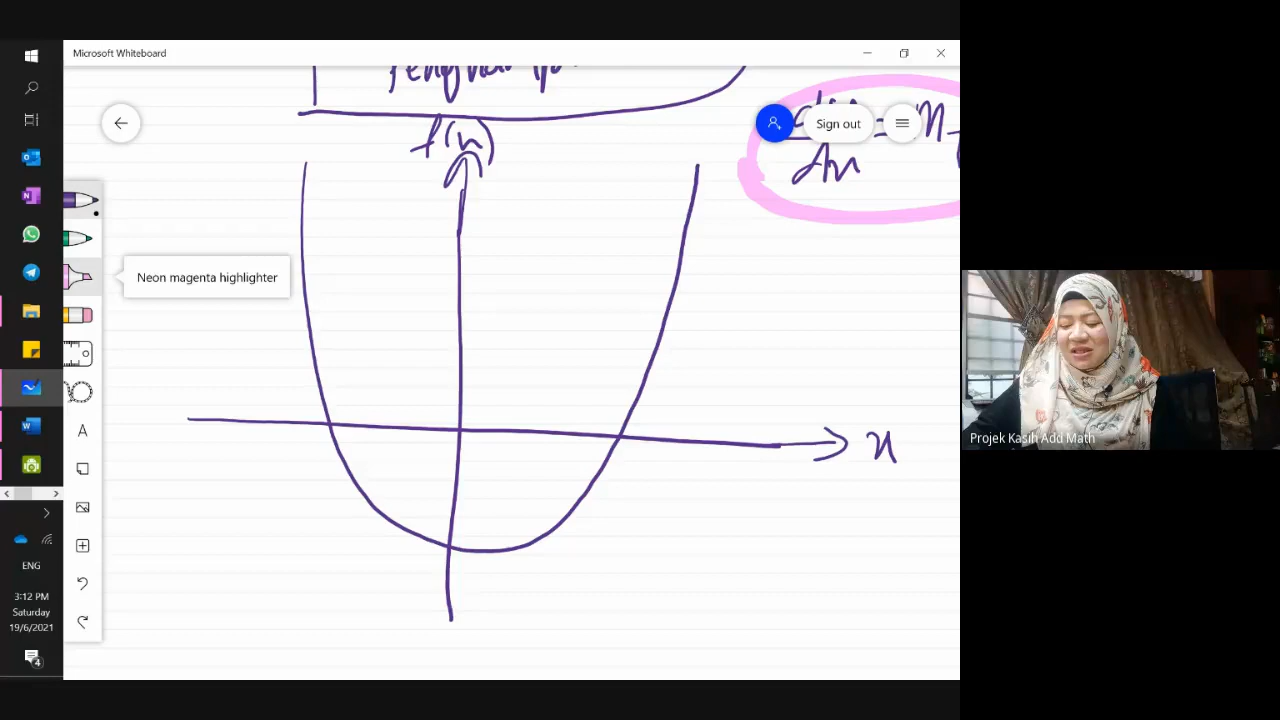 Microsoft Whiteboard
f(x)
Sign out
Neon magenta highlighter
x
Projek Kasih Add Math
A
ENG
3:12 PM
Saturday
19/6/2021
4